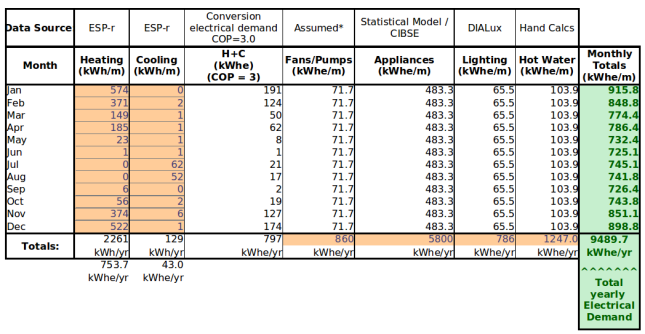 Data Source ESP-r ESP-r Conversion electrical demand COP=3.0 Assumed* Statistical Model / CIBSE DIALux Hand Calcs
Month Heating (kWh/m) Cooling (kWh/m) H+C (kWhe) (COP = 3) Fans/Pumps (kWhe/m) Appliances (kWhe/m) Lighting (kWhe/m) Hot Water (kWhe/m) Monthly Totals (kWhe/m)
Jan 574 0 191 71.7 483.3 65.5 103.9 915.8
Feb 371 2 124 71.7 483.3 65.5 103.9 848.8
Mar 149 1 50 71.7 483.3 65.5 103.9 774.4
Apr 185 1 62 71.7 483.3 65.5 103.9 786.4
May 23 1 8 71.7 483.3 65.5 103.9 732.4
Jun 1 1 1 71.7 483.3 65.5 103.9 725.1
Jul 0 62 21 71.7 483.3 65.5 103.9 745.1
Aug 0 52 17 71.7 483.3 65.5 103.9 741.8
Sep 6 0 2 71.7 483.3 65.5 103.9 726.4
Oct 56 2 19 71.7 483.3 65.5 103.9 743.8
Nov 374 6 127 71.7 483.3 65.5 103.9 851.1
Dec 522 1 174 71.7 483.3 65.5 103.9 898.8
Totals: 2261 129 797 860 5800 786 1247.0 9489.7
kWh/yr kWh/yr kWhe/yr kWhe/yr kWhe/yr kWhe/yr kWhe/yr kWhe/yr
753.7 43.0 ^^^^^^^
kWhe/yr kWhe/yr Total
yearly
Electrical
Demand